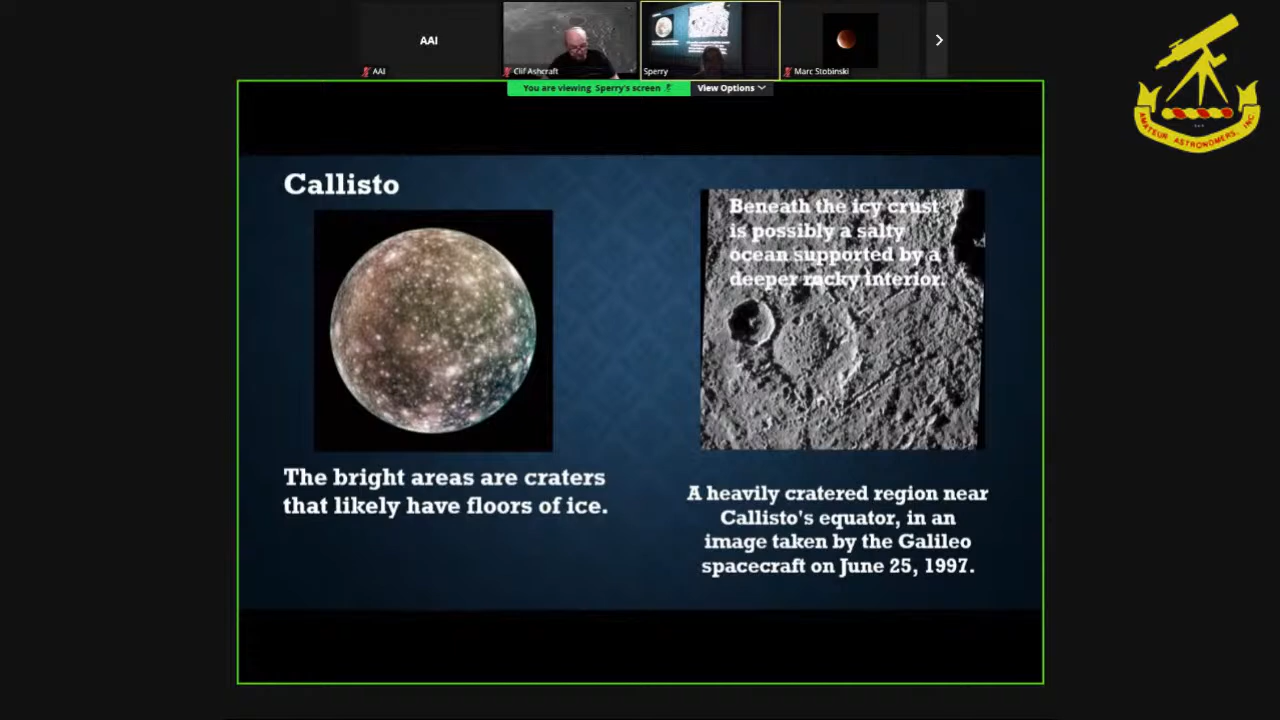 AAI
AAI
Clif Ashcraft
Sperry
Marc Stobinski
You are viewing Sperry's screen
View Options
AMATEUR ASTRONOMERS, INC
Callisto
Beneath the icy crust
is possibly a salty
ocean supported by a
deeper rocky interior.
The bright areas are craters
that likely have floors of ice.
A heavily cratered region near
Callisto's equator, in an
image taken by the Galileo
spacecraft on June 25, 1997.